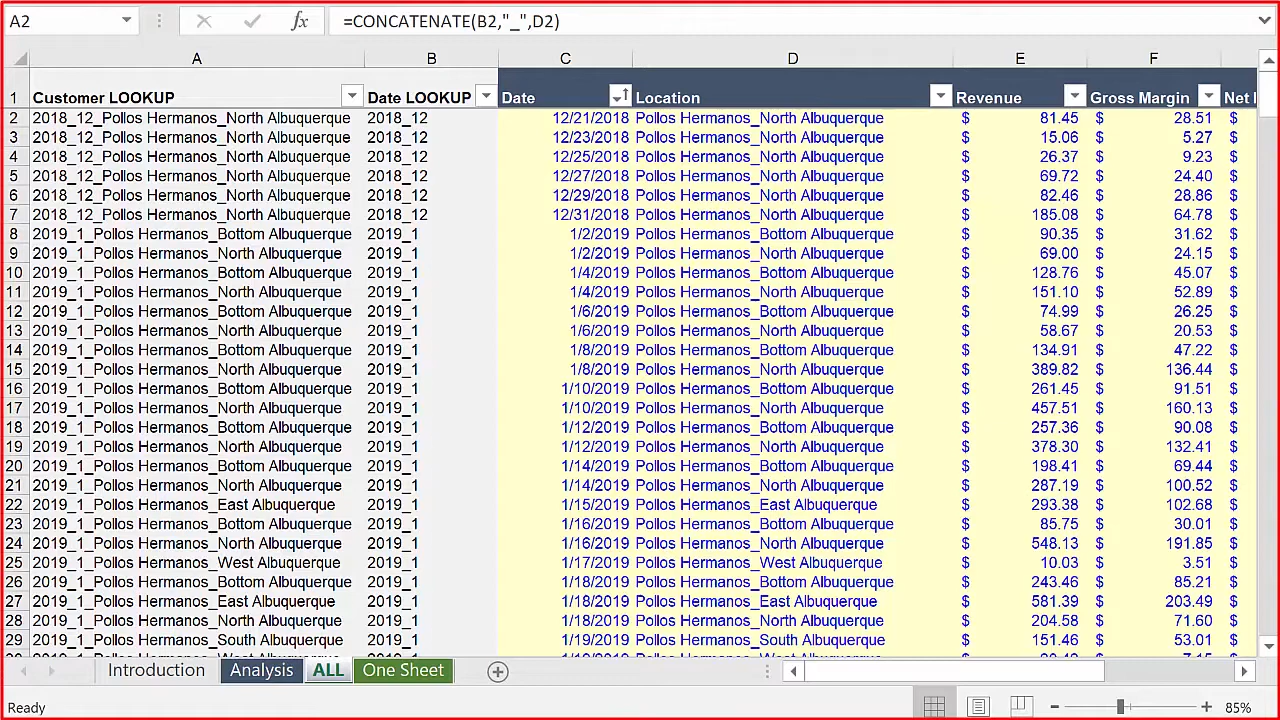 A2 fx =CONCATENATE(B2,"_",D2)
A B C D E F
1 Customer LOOKUP Date LOOKUP Date Location Revenue Gross Margin Net
2 2018_12_Pollos Hermanos_North Albuquerque 2018_12 12/21/2018 Pollos Hermanos_North Albuquerque $ 81.45 $ 28.51 $
3 2018_12_Pollos Hermanos_North Albuquerque 2018_12 12/23/2018 Pollos Hermanos_North Albuquerque $ 15.06 $ 5.27 $
4 2018_12_Pollos Hermanos_North Albuquerque 2018_12 12/25/2018 Pollos Hermanos_North Albuquerque $ 26.37 $ 9.23 $
5 2018_12_Pollos Hermanos_North Albuquerque 2018_12 12/27/2018 Pollos Hermanos_North Albuquerque $ 69.72 $ 24.40 $
6 2018_12_Pollos Hermanos_North Albuquerque 2018_12 12/29/2018 Pollos Hermanos_North Albuquerque $ 82.46 $ 28.86 $
7 2018_12_Pollos Hermanos_North Albuquerque 2018_12 12/31/2018 Pollos Hermanos_North Albuquerque $ 185.08 $ 64.78 $
8 2019_1_Pollos Hermanos_Bottom Albuquerque 2019_1 1/2/2019 Pollos Hermanos_Bottom Albuquerque $ 90.35 $ 31.62 $
9 2019_1_Pollos Hermanos_North Albuquerque 2019_1 1/2/2019 Pollos Hermanos_North Albuquerque $ 69.00 $ 24.15 $
10 2019_1_Pollos Hermanos_Bottom Albuquerque 2019_1 1/4/2019 Pollos Hermanos_Bottom Albuquerque $ 128.76 $ 45.07 $
11 2019_1_Pollos Hermanos_North Albuquerque 2019_1 1/4/2019 Pollos Hermanos_North Albuquerque $ 151.10 $ 52.89 $
12 2019_1_Pollos Hermanos_Bottom Albuquerque 2019_1 1/6/2019 Pollos Hermanos_Bottom Albuquerque $ 74.99 $ 26.25 $
13 2019_1_Pollos Hermanos_North Albuquerque 2019_1 1/6/2019 Pollos Hermanos_North Albuquerque $ 58.67 $ 20.53 $
14 2019_1_Pollos Hermanos_Bottom Albuquerque 2019_1 1/8/2019 Pollos Hermanos_Bottom Albuquerque $ 134.91 $ 47.22 $
15 2019_1_Pollos Hermanos_North Albuquerque 2019_1 1/8/2019 Pollos Hermanos_North Albuquerque $ 389.82 $ 136.44 $
16 2019_1_Pollos Hermanos_Bottom Albuquerque 2019_1 1/10/2019 Pollos Hermanos_Bottom Albuquerque $ 261.45 $ 91.51 $
17 2019_1_Pollos Hermanos_North Albuquerque 2019_1 1/10/2019 Pollos Hermanos_North Albuquerque $ 457.51 $ 160.13 $
18 2019_1_Pollos Hermanos_Bottom Albuquerque 2019_1 1/12/2019 Pollos Hermanos_Bottom Albuquerque $ 257.36 $ 90.08 $
19 2019_1_Pollos Hermanos_North Albuquerque 2019_1 1/12/2019 Pollos Hermanos_North Albuquerque $ 378.30 $ 132.41 $
20 2019_1_Pollos Hermanos_Bottom Albuquerque 2019_1 1/14/2019 Pollos Hermanos_Bottom Albuquerque $ 198.41 $ 69.44 $
21 2019_1_Pollos Hermanos_North Albuquerque 2019_1 1/14/2019 Pollos Hermanos_North Albuquerque $ 287.19 $ 100.52 $
22 2019_1_Pollos Hermanos_East Albuquerque 2019_1 1/15/2019 Pollos Hermanos_East Albuquerque $ 293.38 $ 102.68 $
23 2019_1_Pollos Hermanos_Bottom Albuquerque 2019_1 1/16/2019 Pollos Hermanos_Bottom Albuquerque $ 85.75 $ 30.01 $
24 2019_1_Pollos Hermanos_North Albuquerque 2019_1 1/16/2019 Pollos Hermanos_North Albuquerque $ 548.13 $ 191.85 $
25 2019_1_Pollos Hermanos_West Albuquerque 2019_1 1/17/2019 Pollos Hermanos_West Albuquerque $ 10.03 $ 3.51 $
26 2019_1_Pollos Hermanos_Bottom Albuquerque 2019_1 1/18/2019 Pollos Hermanos_Bottom Albuquerque $ 243.46 $ 85.21 $
27 2019_1_Pollos Hermanos_East Albuquerque 2019_1 1/18/2019 Pollos Hermanos_East Albuquerque $ 581.39 $ 203.49 $
28 2019_1_Pollos Hermanos_North Albuquerque 2019_1 1/18/2019 Pollos Hermanos_North Albuquerque $ 204.58 $ 71.60 $
29 2019_1_Pollos Hermanos_South Albuquerque 2019_1 1/19/2019 Pollos Hermanos_South Albuquerque $ 151.46 $ 53.01 $
Introduction Analysis ALL One Sheet
Ready 85%